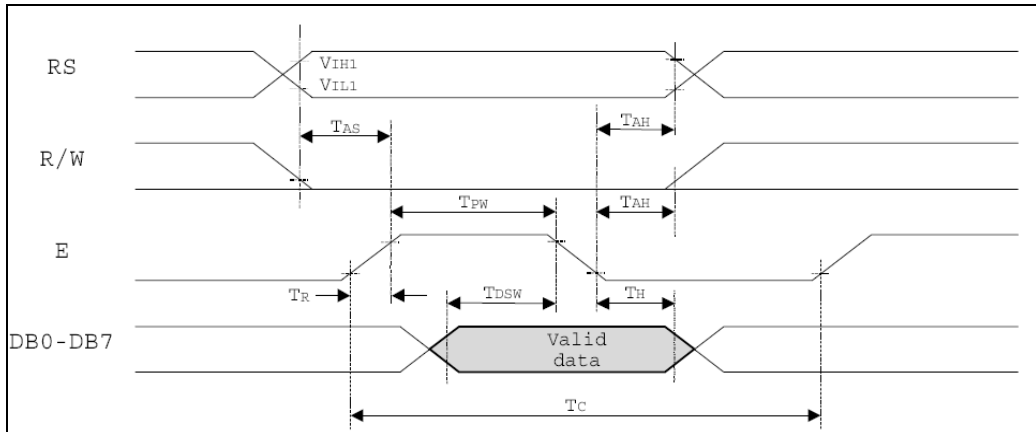 RS
VIH1
VIL1
TAS
TAH
R/W
TPW
TAH
E
TR
TDSW
TH
DB0-DB7
Valid
data
TC